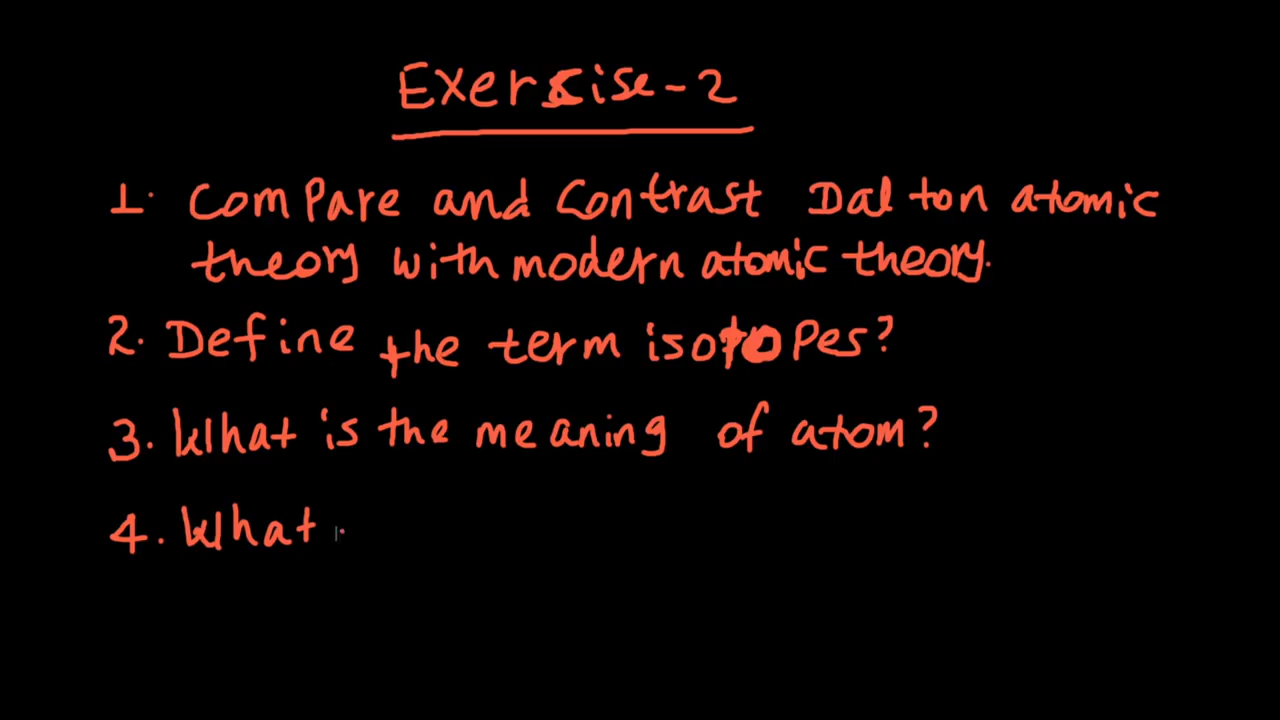 Exercise-2
1. Compare and Contrast Dalton atomic
theory with modern atomic theory.
2. Define the term isotopes?
3. What is the meaning of atom?
4. What